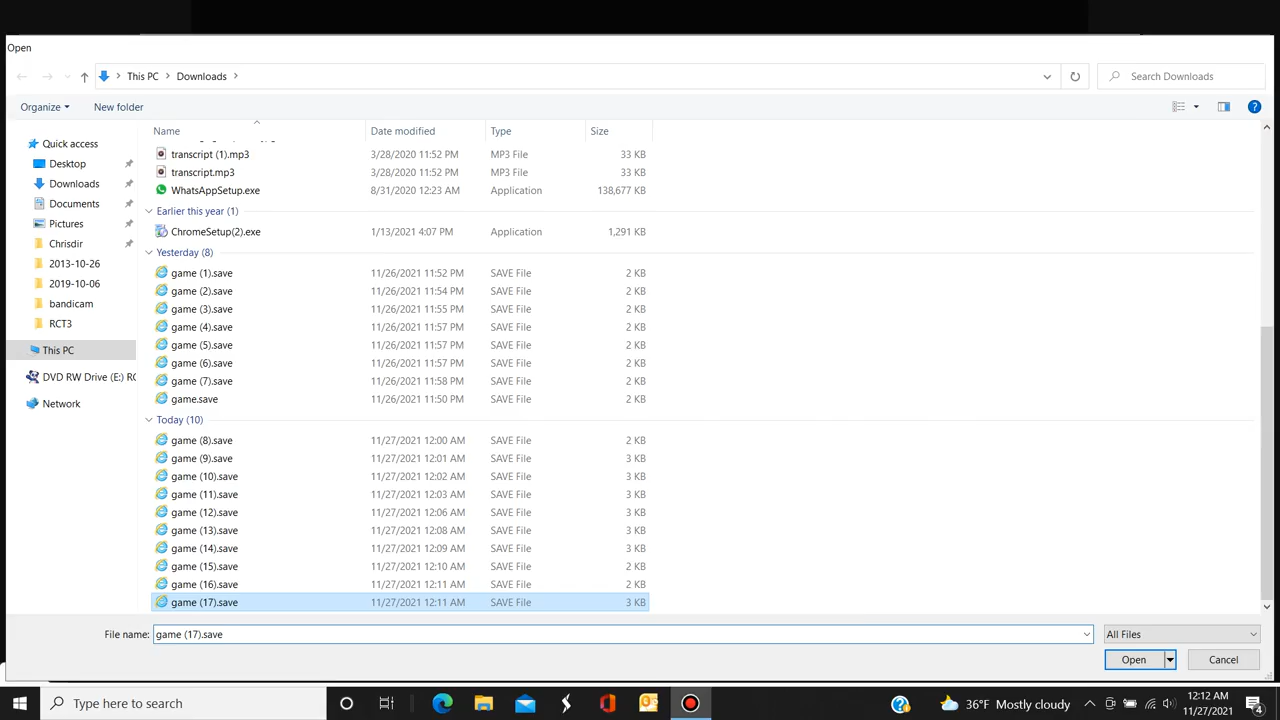 Open
This PC Downloads
Search Downloads
Organize New folder
Name Date modified Type Size
Quick access
Desktop
Downloads
Documents
Pictures
Chrisdir
2013-10-26
2019-10-06
bandicam
RCT3
This PC
DVD RW Drive (E:) RC
Network
transcript (1).mp3 3/28/2020 11:52 PM MP3 File 33 KB
transcript.mp3 3/28/2020 11:52 PM MP3 File 33 KB
WhatsAppSetup.exe 8/31/2020 12:23 AM Application 138,677 KB
Earlier this year (1)
ChromeSetup(2).exe 1/13/2021 4:07 PM Application 1,291 KB
Yesterday (8)
game (1).save 11/26/2021 11:52 PM SAVE File 2 KB
game (2).save 11/26/2021 11:54 PM SAVE File 2 KB
game (3).save 11/26/2021 11:55 PM SAVE File 2 KB
game (4).save 11/26/2021 11:57 PM SAVE File 2 KB
game (5).save 11/26/2021 11:57 PM SAVE File 2 KB
game (6).save 11/26/2021 11:57 PM SAVE File 2 KB
game (7).save 11/26/2021 11:58 PM SAVE File 2 KB
game.save 11/26/2021 11:50 PM SAVE File 2 KB
Today (10)
game (8).save 11/27/2021 12:00 AM SAVE File 2 KB
game (9).save 11/27/2021 12:01 AM SAVE File 3 KB
game (10).save 11/27/2021 12:02 AM SAVE File 3 KB
game (11).save 11/27/2021 12:03 AM SAVE File 3 KB
game (12).save 11/27/2021 12:06 AM SAVE File 3 KB
game (13).save 11/27/2021 12:08 AM SAVE File 3 KB
game (14).save 11/27/2021 12:09 AM SAVE File 3 KB
game (15).save 11/27/2021 12:10 AM SAVE File 2 KB
game (16).save 11/27/2021 12:11 AM SAVE File 3 KB
game (17).save 11/27/2021 12:11 AM SAVE File 3 KB
File name: game (17).save All Files
Open Cancel
Type here to search
36°F Mostly cloudy
12:12 AM
11/27/2021
4